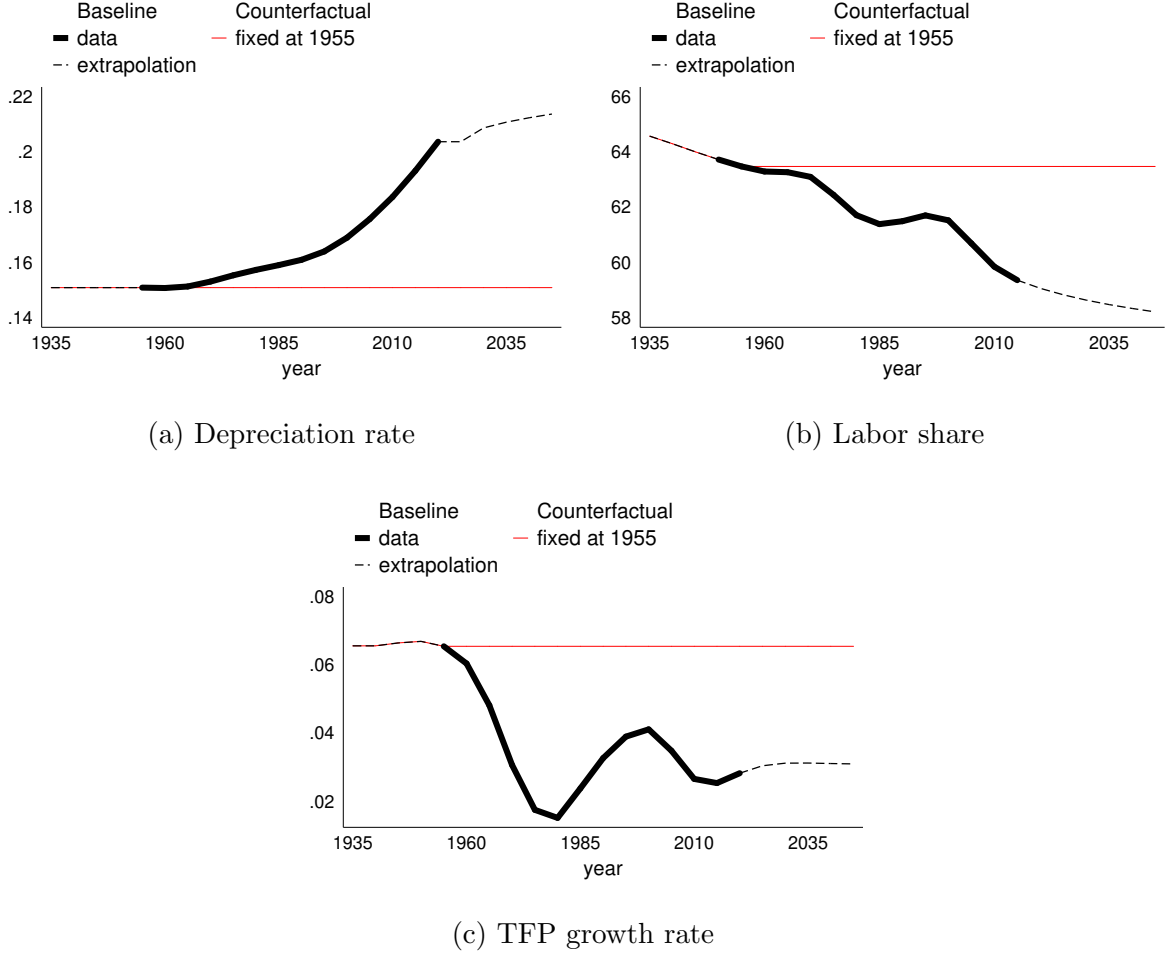 Baseline Counterfactual
data fixed at 1955
extrapolation
.22
.2
.18
.16
.14
1935 1960 1985 2010 2035
year
(a) Depreciation rate
Baseline Counterfactual
data fixed at 1955
extrapolation
66
64
62
60
58
1935 1960 1985 2010 2035
year
(b) Labor share
Baseline Counterfactual
data fixed at 1955
extrapolation
.08
.06
.04
.02
1935 1960 1985 2010 2035
year
(c) TFP growth rate